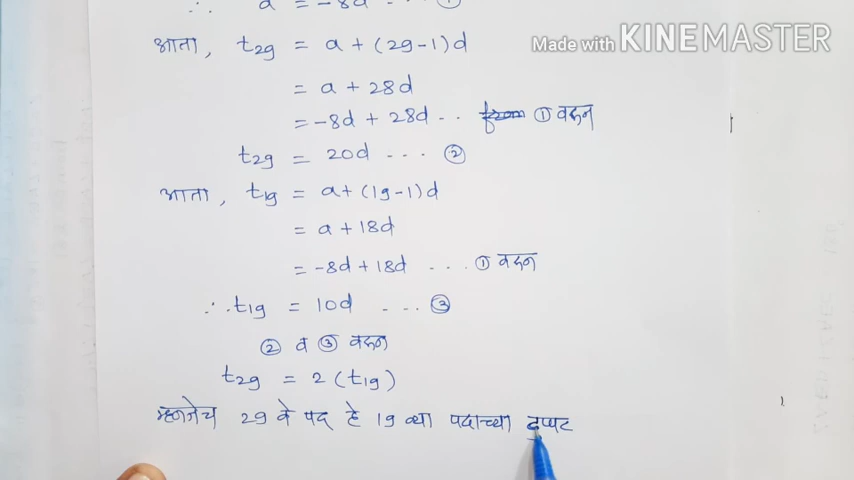 ∴ a = -8d ... ①
Made with KINEMASTER
आता, t₂₉ = a + (29-1)d
= a + 28d
= -8d + 28d .. ① वरून
t₂₉ = 20d ... ②
आता, t₁₉ = a + (19-1)d
= a + 18d
= -8d + 18d ... ① वरून
∴ t₁₉ = 10d ... ③
② व ③ वरून
t₂₉ = 2 (t₁₉)
म्हणजेच 29 वे पद हे 19 व्या पदाच्या दुप्पट